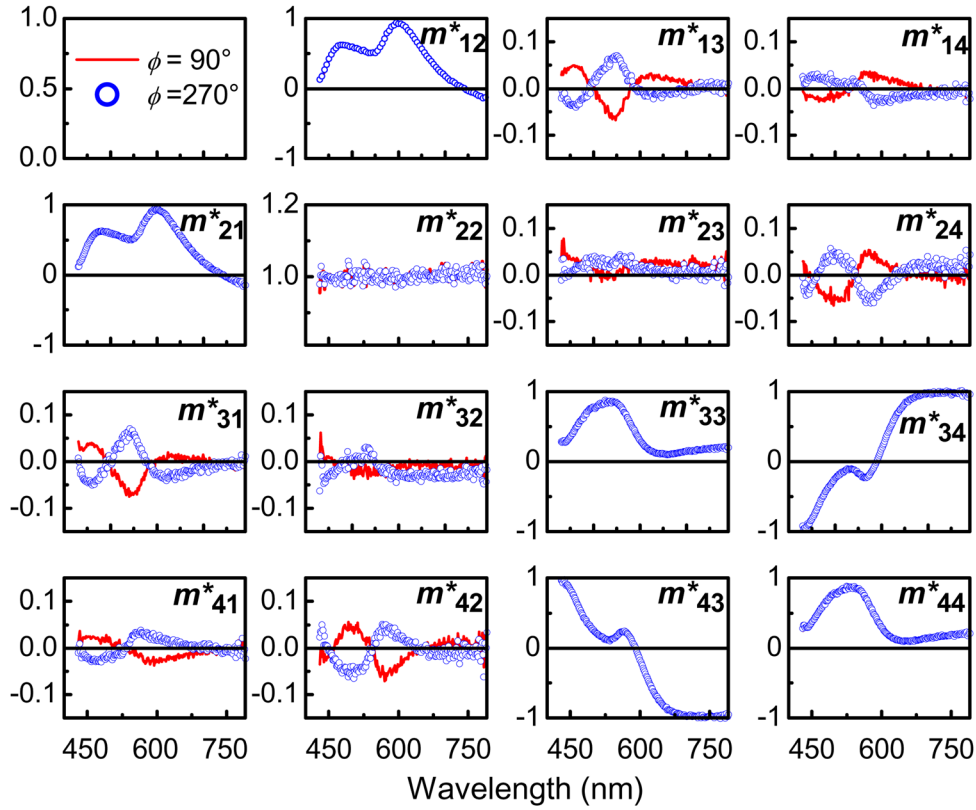 1.0
0.5
0.0
ϕ = 90°
ϕ =270°
1
0
-1
m*12
0.1
0.0
-0.1
m*13
0.1
0.0
-0.1
m*14
1
0
-1
m*21
1.2
1.0
m*22
0.1
0.0
-0.1
m*23
0.1
0.0
-0.1
m*24
0.1
0.0
-0.1
m*31
0.1
0.0
-0.1
m*32
1
0
-1
m*33
1
0
-1
m*34
0.1
0.0
-0.1
m*41
0.1
0.0
-0.1
m*42
1
0
-1
m*43
1
0
-1
m*44
450 600 750 450 600 750 450 600 750 450 600 750
Wavelength (nm)